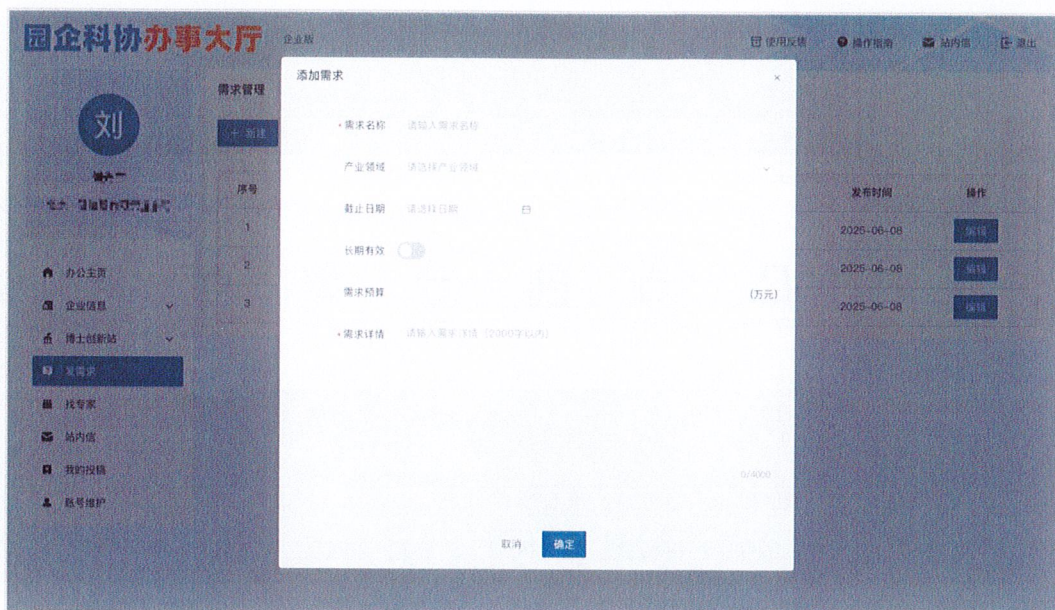 园企科协办事大厅 企业版 使用反馈 操作指南 站内信 退出
刘
需求管理
+ 新建
序号 发布时间 操作
1 2025-06-08 编辑
2 2025-06-08 编辑
3 2025-06-08 编辑
办公主页
企业信息
博士创新站
发需求
找专家
站内信
我的投稿
账号维护
添加需求 ×
*需求名称 请输入需求名称
产业领域 请选择产业领域
截止日期 请选择日期
长期有效
需求预算 (万元)
*需求详情 请输入需求详情(2000字以内)
0/4000
取消 确定